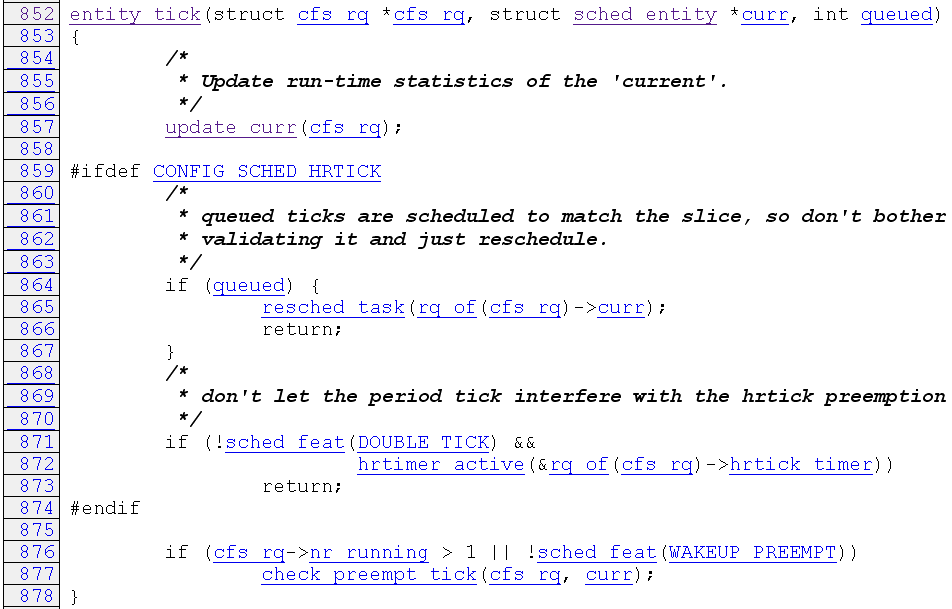 852 entity_tick(struct cfs_rq *cfs_rq, struct sched_entity *curr, int queued)
853 {
854 /*
855 * Update run-time statistics of the 'current'.
856 */
857 update_curr(cfs_rq);
858
859 #ifdef CONFIG_SCHED_HRTICK
860 /*
861 * queued ticks are scheduled to match the slice, so don't bother
862 * validating it and just reschedule.
863 */
864 if (queued) {
865 resched_task(rq_of(cfs_rq)->curr);
866 return;
867 }
868 /*
869 * don't let the period tick interfere with the hrtick preemption
870 */
871 if (!sched_feat(DOUBLE_TICK) &&
872 hrtimer_active(&rq_of(cfs_rq)->hrtick_timer))
873 return;
874 #endif
875
876 if (cfs_rq->nr_running > 1 || !sched_feat(WAKEUP_PREEMPT))
877 check_preempt_tick(cfs_rq, curr);
878 }